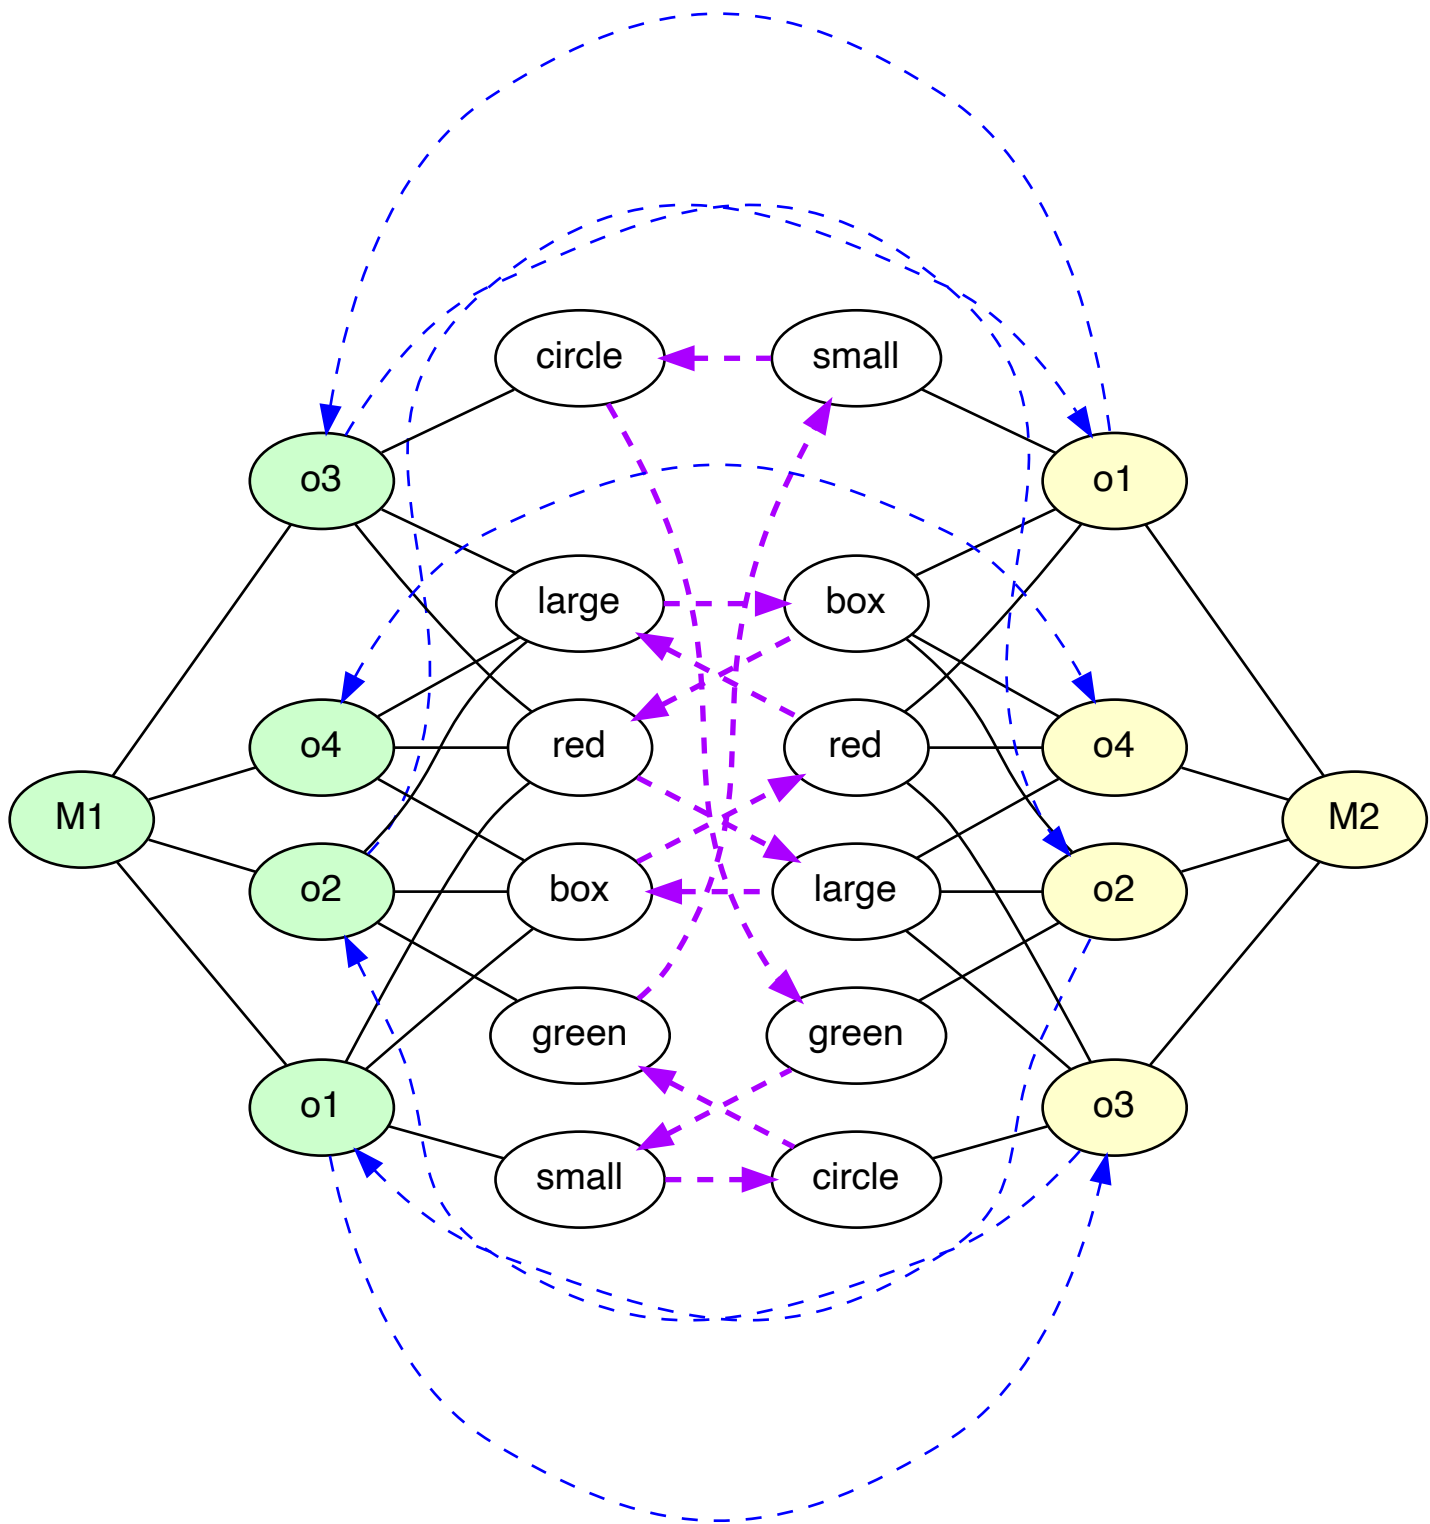 circle
small
o3
o1
large
box
o4
red
red
o4
M1
M2
o2
box
large
o2
green
green
o1
o3
small
circle